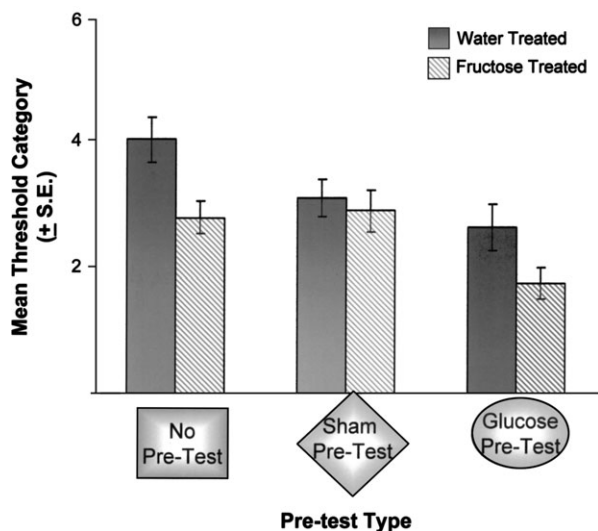 6
Water Treated
Fructose Treated
4
2
Mean Threshold Category
(± S.E.)
No
Pre-Test
Sham
Pre-Test
Glucose
Pre-Test
Pre-test Type